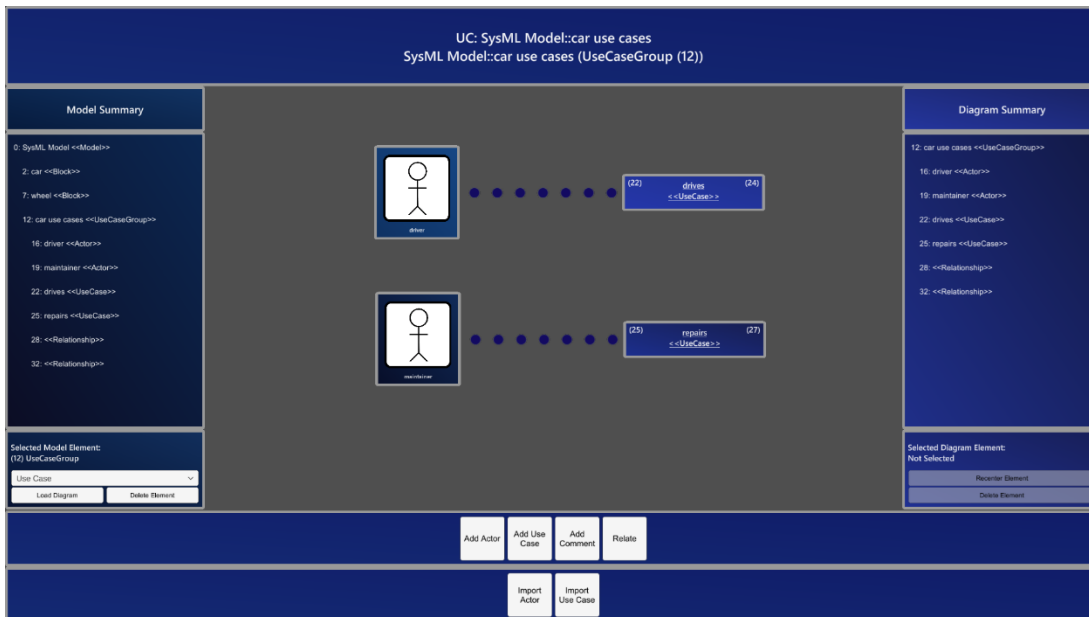 UC: SysML Model::car use cases
SysML Model::car use cases (UseCaseGroup (12))
Model Summary
0: SysML Model <<Model>>
2: car <<Block>>
7: wheel <<Block>>
12: car use cases <<UseCaseGroup>>
16: driver <<Actor>>
19: maintainer <<Actor>>
22: drives <<UseCase>>
25: repairs <<UseCase>>
28: <<Relationship>>
32: <<Relationship>>
Selected Model Element:
(12) UseCaseGroup
Use Case
Load Diagram Delete Element
driver
(22) drives (24)
<<UseCase>>
maintainer
(25) repairs (27)
<<UseCase>>
Diagram Summary
12: car use cases <<UseCaseGroup>>
16: driver <<Actor>>
19: maintainer <<Actor>>
22: drives <<UseCase>>
25: repairs <<UseCase>>
28: <<Relationship>>
32: <<Relationship>>
Selected Diagram Element:
Not Selected
Recenter Element
Delete Element
Add Actor
Add Use
Case
Add
Comment
Relate
Import
Actor
Import
Use Case